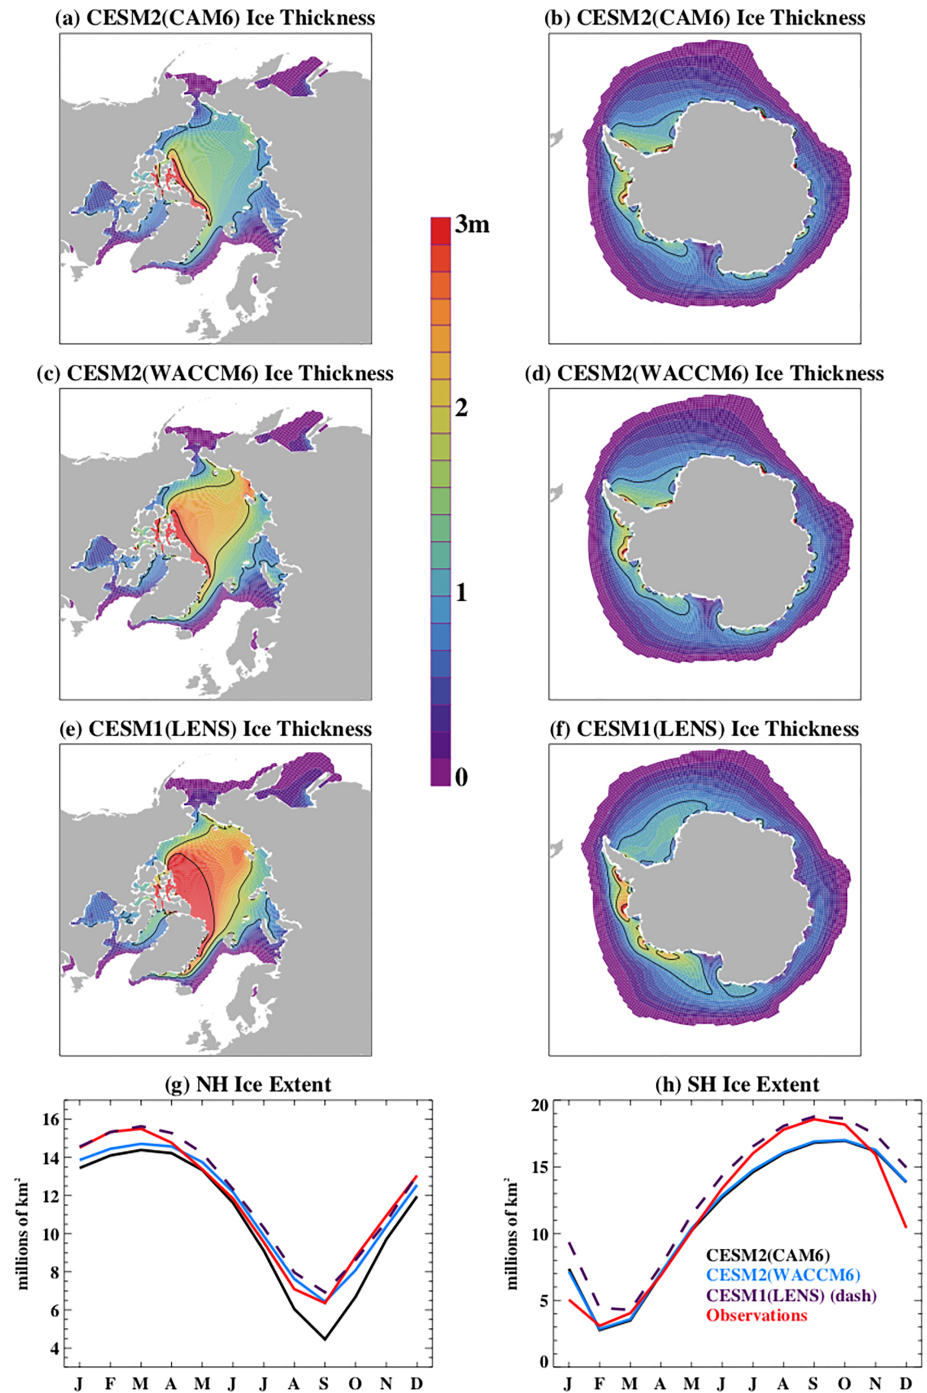 (a) CESM2(CAM6) Ice Thickness
(b) CESM2(CAM6) Ice Thickness
3m
2
1
0
(c) CESM2(WACCM6) Ice Thickness
(d) CESM2(WACCM6) Ice Thickness
(e) CESM1(LENS) Ice Thickness
(f) CESM1(LENS) Ice Thickness
(g) NH Ice Extent
millions of km²
16
14
12
10
8
6
4
J F M A M J J A S O N D
(h) SH Ice Extent
millions of km²
20
15
10
5
0
CESM2(CAM6)
CESM2(WACCM6)
CESM1(LENS) (dash)
Observations
J F M A M J J A S O N D